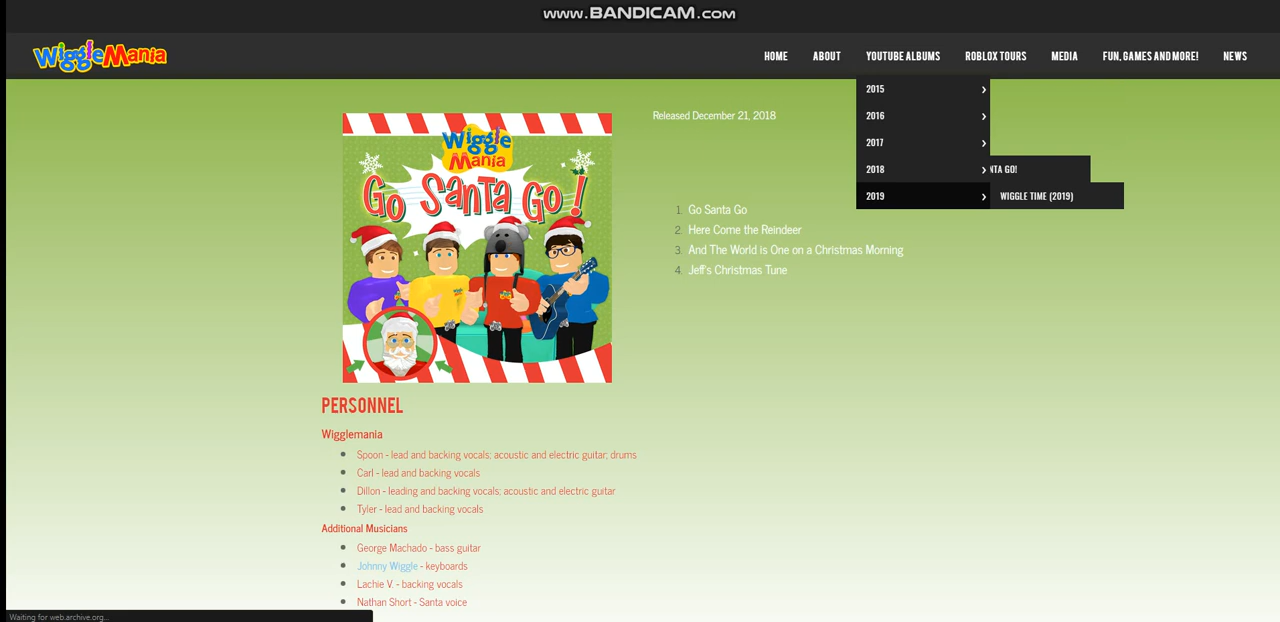 www.BANDICAM.com
WiggleMania
HOME ABOUT YOUTUBE ALBUMS ROBLOX TOURS MEDIA FUN, GAMES AND MORE! NEWS
2015
2016
2017
2018
NTA GO!
2019
WIGGLE TIME (2019)
Released December 21, 2018
Wiggle
Mania
Go Santa Go!
1. Go Santa Go
2. Here Come the Reindeer
3. And The World is One on a Christmas Morning
4. Jeff's Christmas Tune
PERSONNEL
Wigglemania
Spoon - lead and backing vocals; acoustic and electric guitar; drums
Carl - lead and backing vocals
Dillon - leading and backing vocals; acoustic and electric guitar
Tyler - lead and backing vocals
Additional Musicians
George Machado - bass guitar
Johnny Wiggle - keyboards
Lachie V. - backing vocals
Nathan Short - Santa voice
Waiting for web.archive.org...